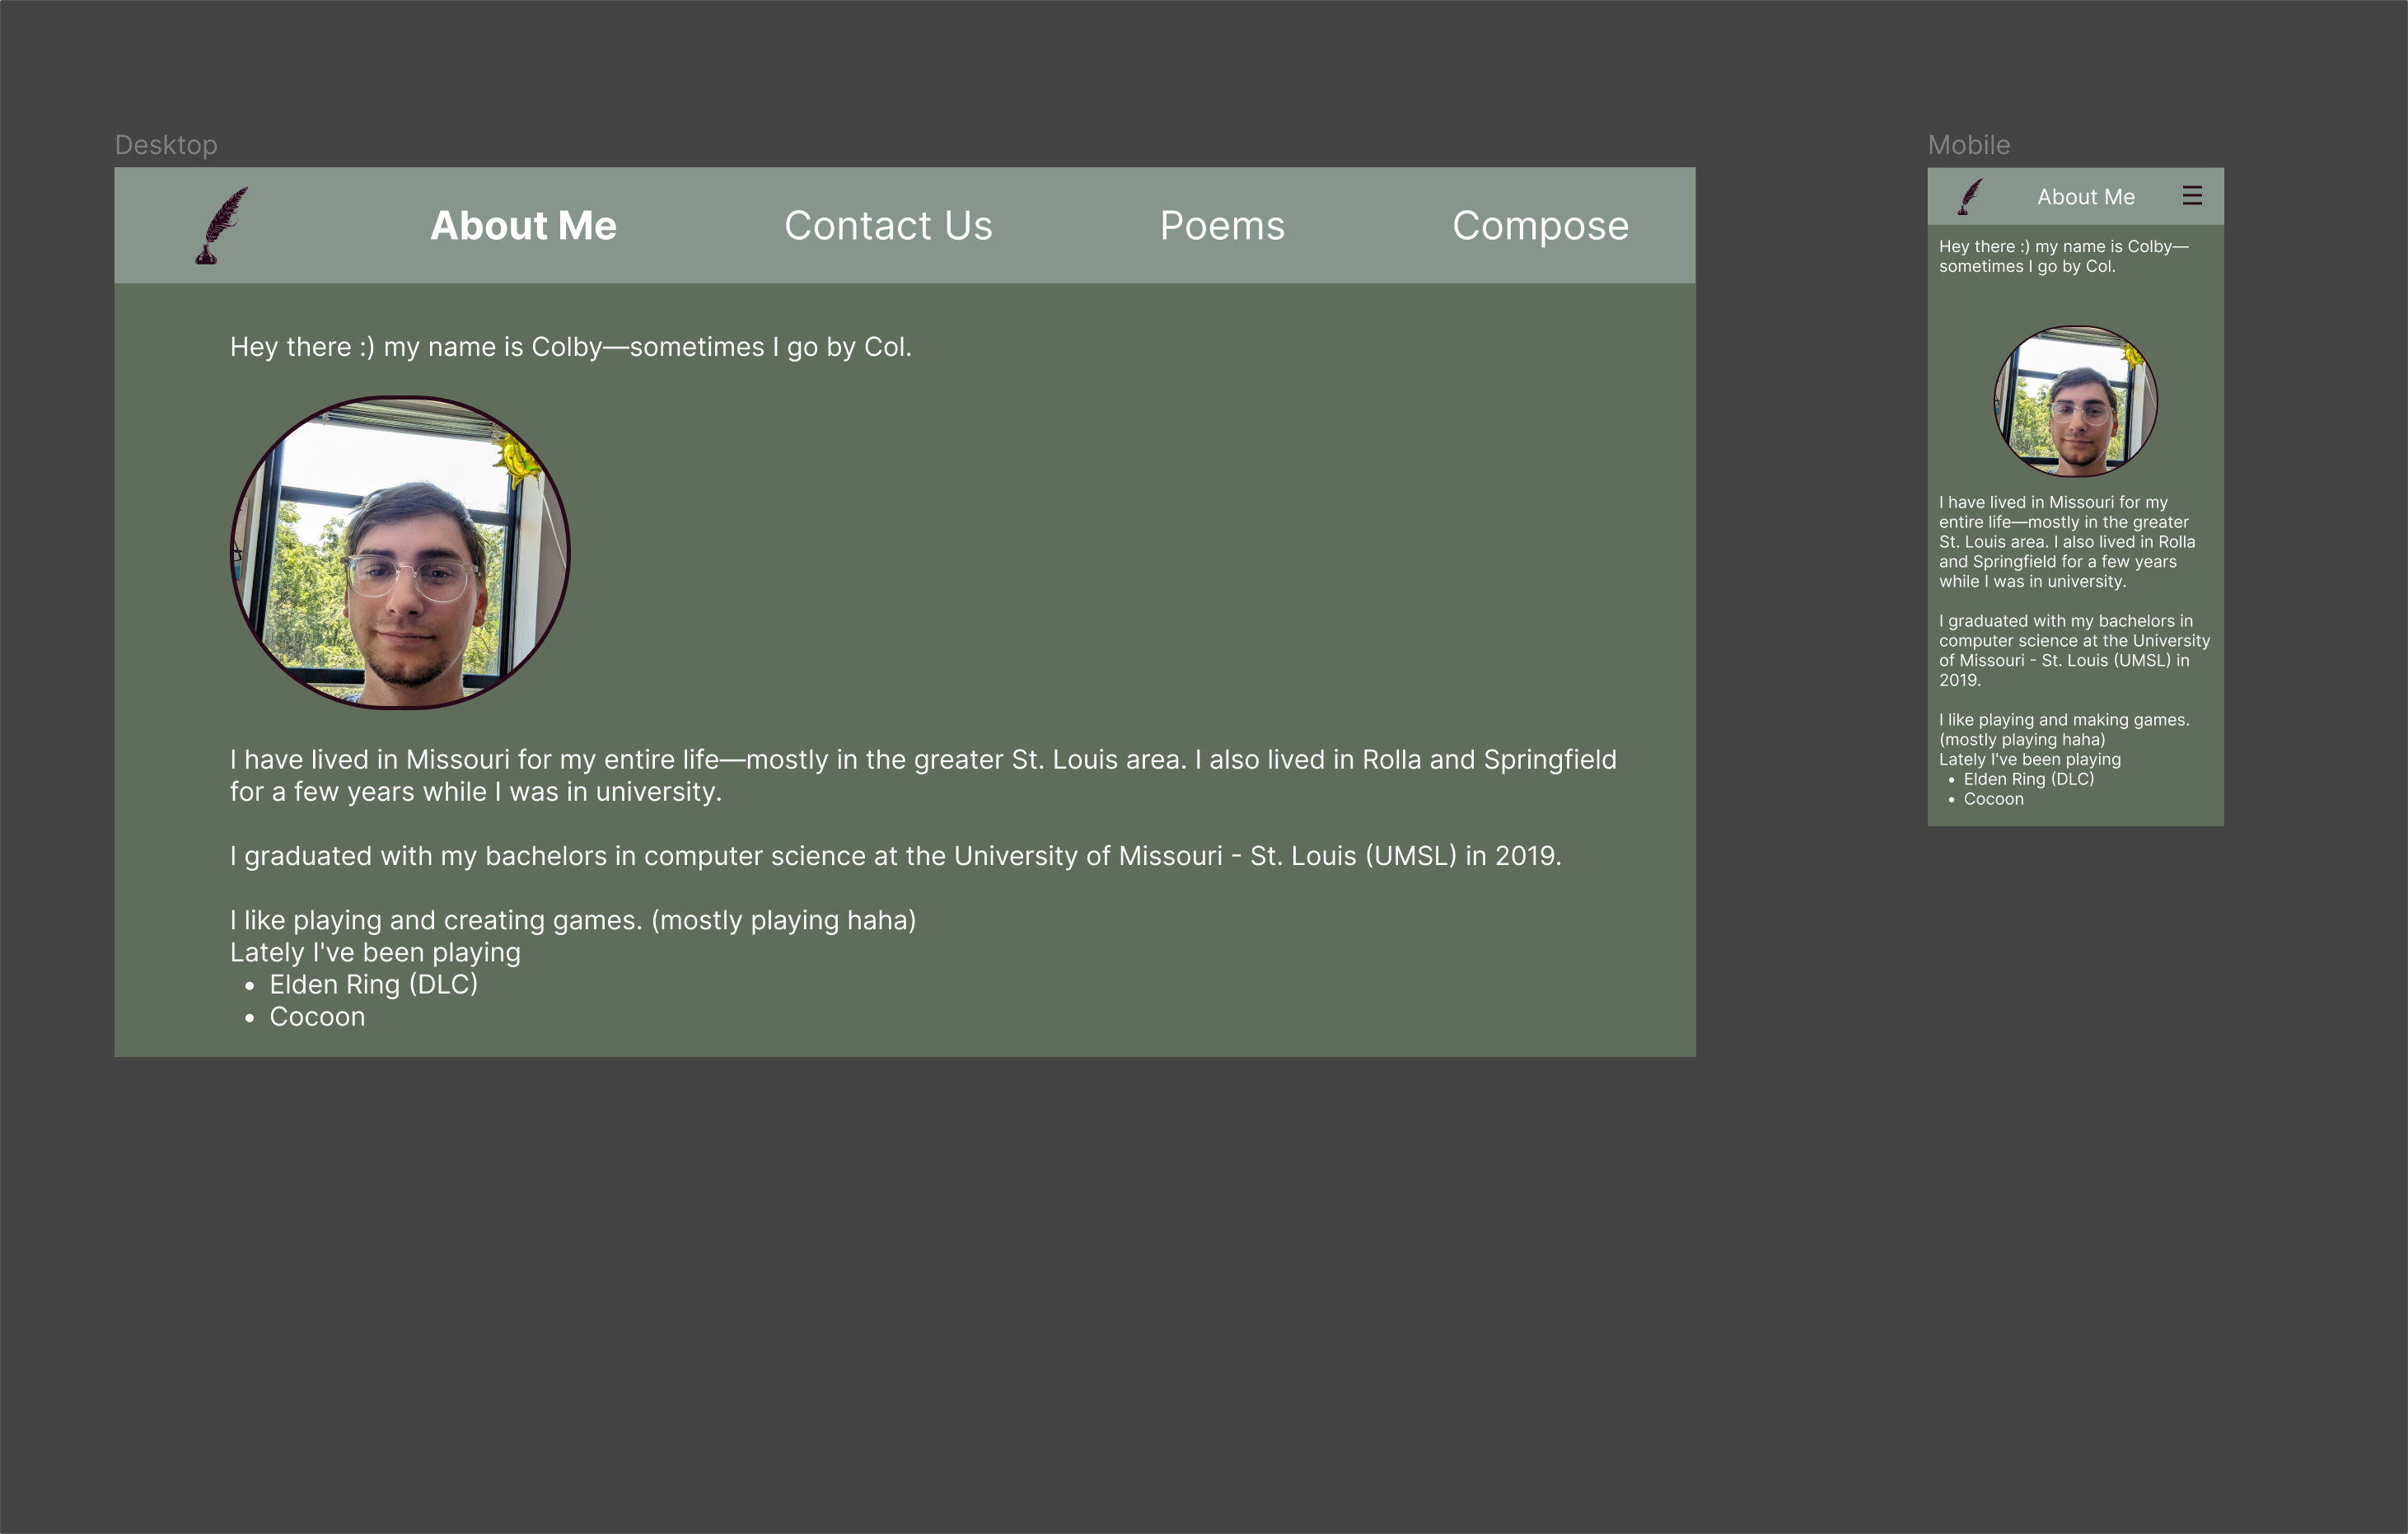 Desktop
About Me
Contact Us
Poems
Compose
Hey there :) my name is Colby—sometimes I go by Col.
I have lived in Missouri for my entire life—mostly in the greater St. Louis area. I also lived in Rolla and Springfield
for a few years while I was in university.
I graduated with my bachelors in computer science at the University of Missouri - St. Louis (UMSL) in 2019.
I like playing and creating games. (mostly playing haha)
Lately I've been playing
• Elden Ring (DLC)
• Cocoon
Mobile
About Me
Hey there :) my name is Colby—
sometimes I go by Col.
I have lived in Missouri for my
entire life—mostly in the greater
St. Louis area. I also lived in Rolla
and Springfield for a few years
while I was in university.
I graduated with my bachelors in
computer science at the University
of Missouri - St. Louis (UMSL) in
2019.
I like playing and making games.
(mostly playing haha)
Lately I've been playing
• Elden Ring (DLC)
• Cocoon